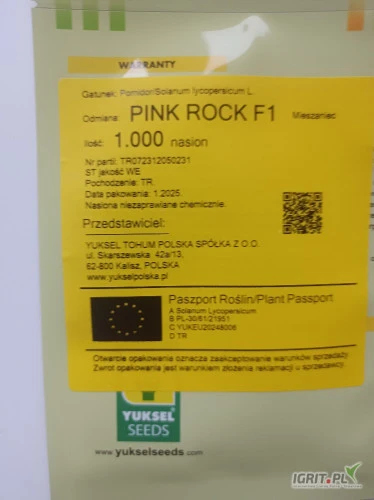 WARRANTY
Gatunek: Pomidor/Solanum lycopersicum L.
Odmiana: PINK ROCK F1 Mieszaniec
Ilość: 1.000 nasion
Nr partii: TR072312050231
ST jakość WE
Pochodzenie: TR.
Data pakowania: 1.2025.
Nasiona niezaprawiane chemicznie.
Przedstawiciel:
YUKSEL TOHUM POLSKA SPÓŁKA Z O.O.
ul. Skarszewska 42a/13,
62-800 Kalisz, POLSKA
www.yukselpolska.pl
Paszport Roślin/Plant Passport
A Solanum Lycopersicum
B PL-30/61/21951
C YUKEU20248006
D TR
Otwarcie opakowania oznacza zaakceptowanie warunków sprzedaży
Zwrot opakowania jest warunkiem złożenia reklamacji u sprzedawcy.
YUKSEL
SEEDS
www.yukselseeds.com
IGRIT.PL